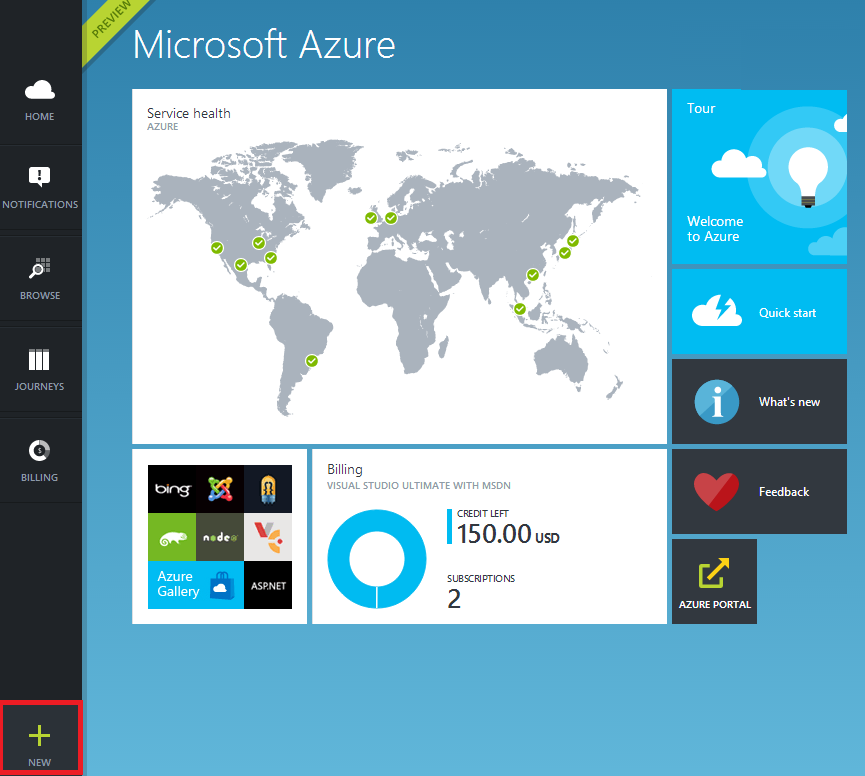 PREVIEW
Microsoft Azure
HOME
NOTIFICATIONS
BROWSE
JOURNEYS
BILLING
NEW
Service health
AZURE
Tour
Welcome
to Azure
Quick start
What's new
Feedback
AZURE PORTAL
bing
node
Azure
Gallery
ASP.NET
Billing
VISUAL STUDIO ULTIMATE WITH MSDN
CREDIT LEFT
150.00 USD
SUBSCRIPTIONS
2